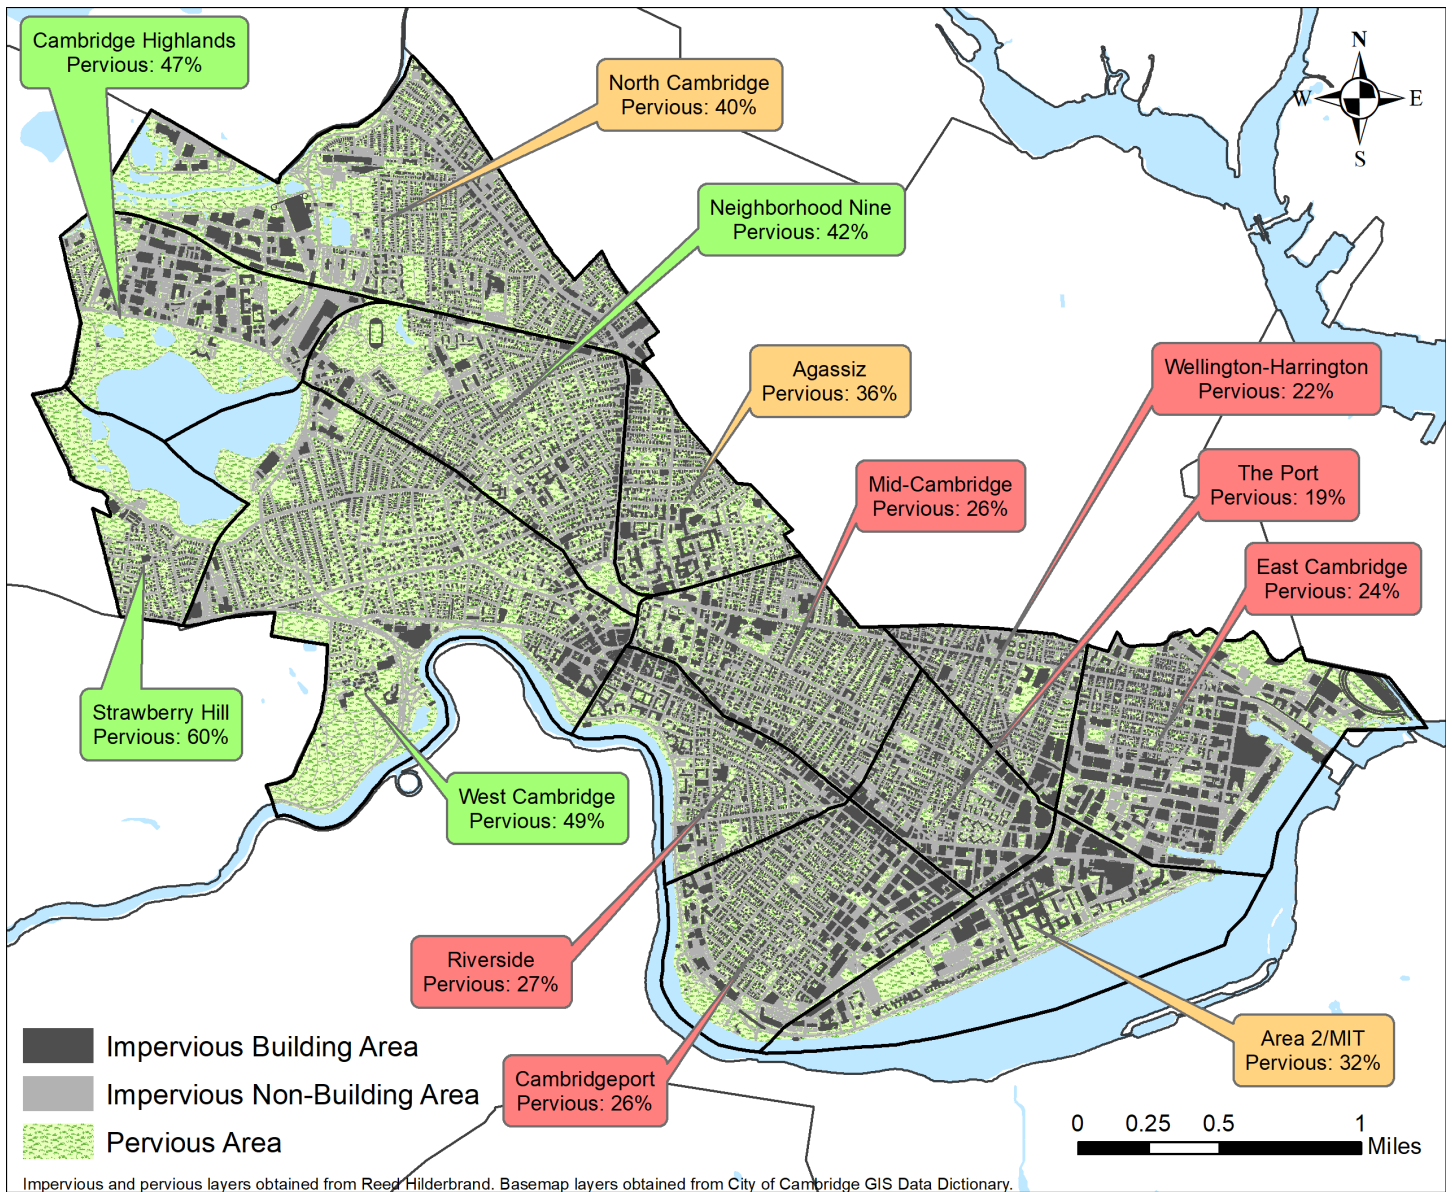 Cambridge Highlands
Pervious: 47%
North Cambridge
Pervious: 40%
N
W
E
S
Neighborhood Nine
Pervious: 42%
Agassiz
Pervious: 36%
Wellington-Harrington
Pervious: 22%
Mid-Cambridge
Pervious: 26%
The Port
Pervious: 19%
East Cambridge
Pervious: 24%
Strawberry Hill
Pervious: 60%
West Cambridge
Pervious: 49%
Riverside
Pervious: 27%
Cambridgeport
Pervious: 26%
Area 2/MIT
Pervious: 32%
Impervious Building Area
Impervious Non-Building Area
Pervious Area
0 0.25 0.5 1
Miles
Impervious and pervious layers obtained from Reed Hilderbrand. Basemap layers obtained from City of Cambridge GIS Data Dictionary.